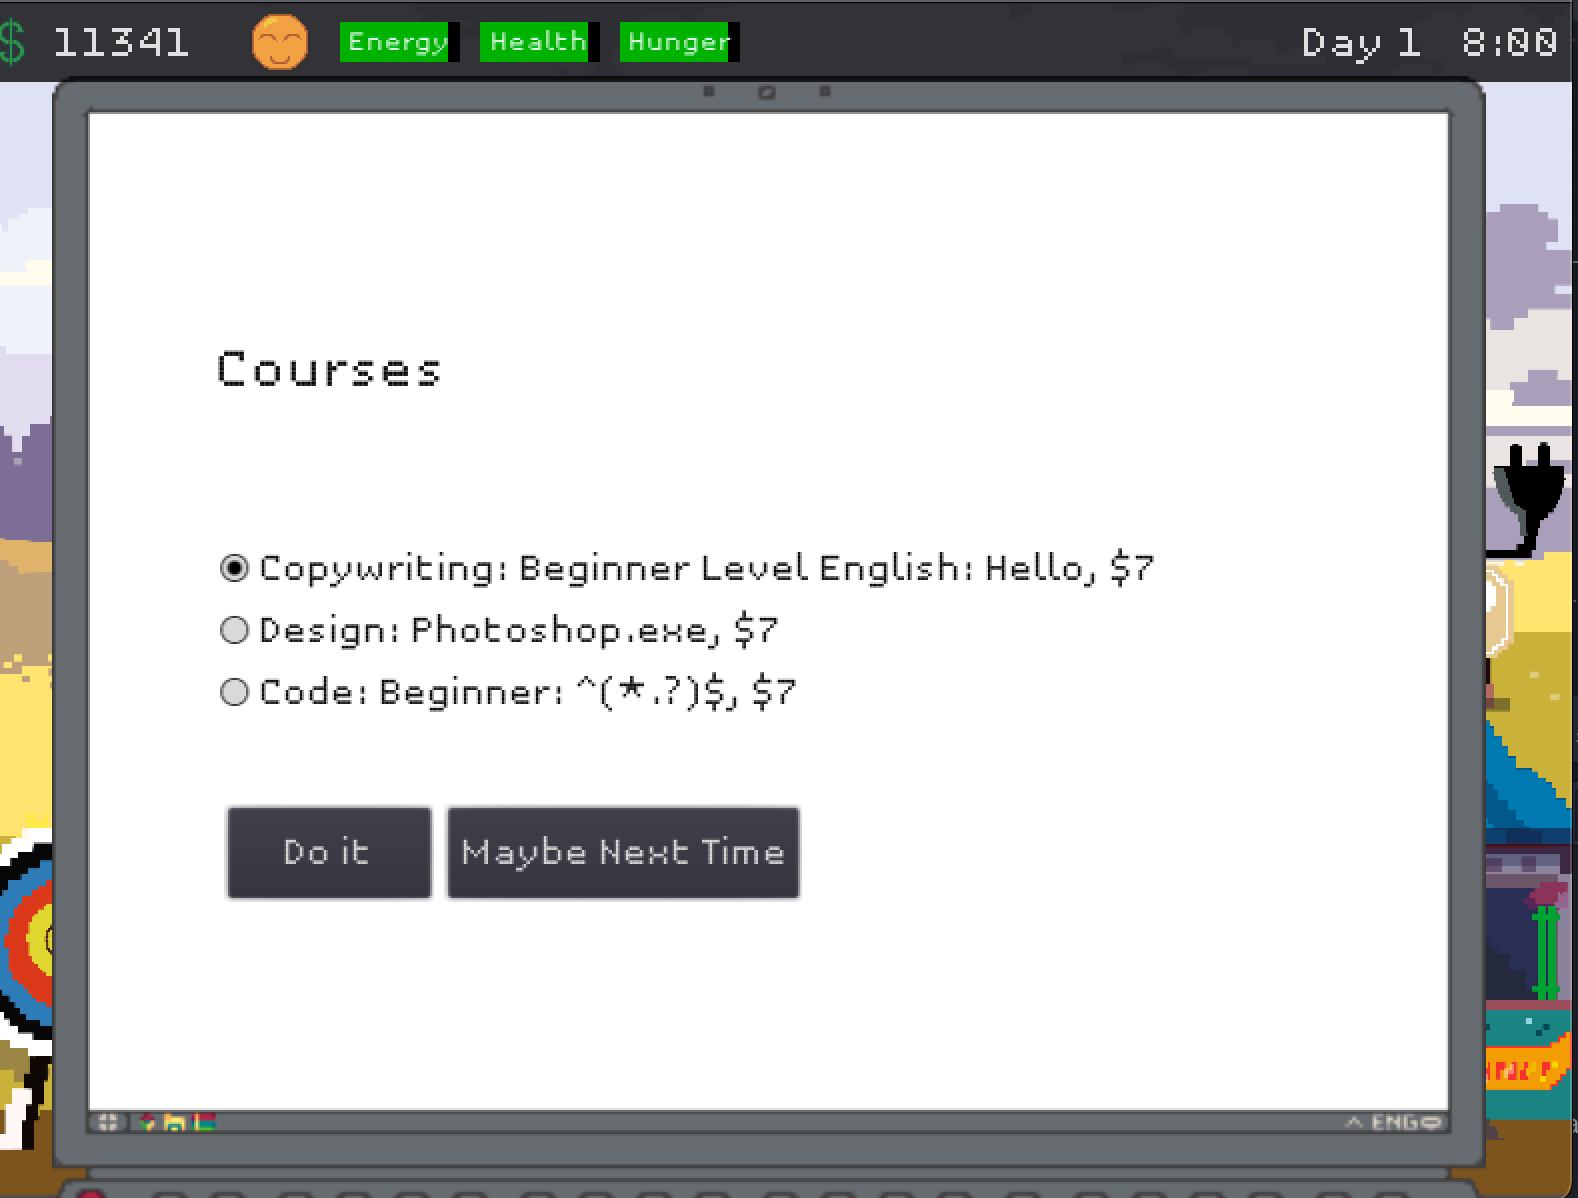 $ 11341 Energy Health Hunger Day 1 8:00
Courses
Copywriting: Beginner Level English: Hello, $7
Design: Photoshop.exe, $7
Code: Beginner: ^(*.?)$, $7
Do it Maybe Next Time
ENG